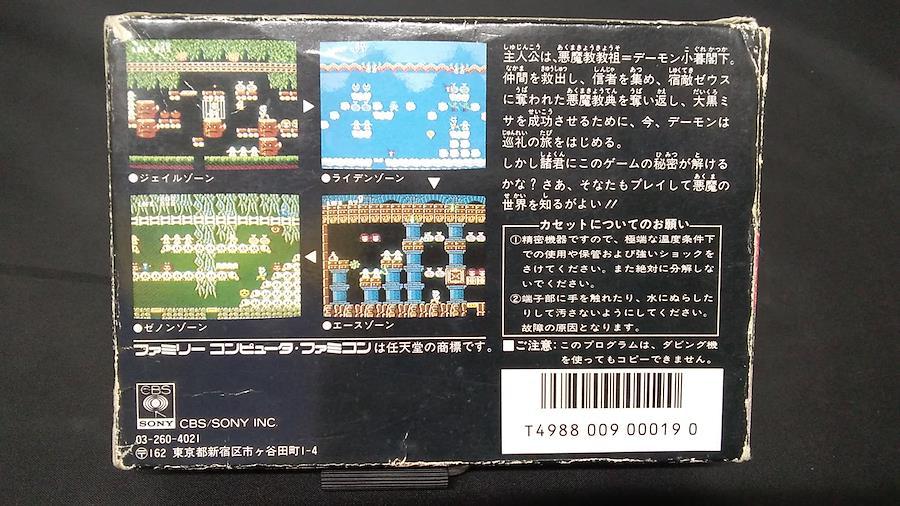 ●ジェイルゾーン
●ライデンゾーン
●ゼノンゾーン
●エースゾーン
主人公は、悪魔教教祖=デーモン小暮閣下。
仲間を救出し、信者を集め、宿敵ゼウス
に奪われた悪魔教典を奪い返し、大黒ミ
サを成功させるために、今、デーモンは
巡礼の旅をはじめる。
しかし諸君にこのゲームの秘密が解ける
かな?さあ、そなたもプレイして悪魔の
世界を知るがよい!!
カセットについてのお願い
①精密機器ですので、極端な温度条件下
での使用や保管および強いショックを
さけてください。また絶対に分解しな
いでください。
②端子部に手を触れたり、水にぬらした
りして汚さないようにしてください。
故障の原因となります。
■ご注意:このプログラムは、ダビング機
を使ってもコピーできません。
ファミリーコンピュータ・ファミコンは任天堂の商標です。
CBS
SONY
CBS/SONY INC.
03-260-4021
〒162 東京都新宿区市ヶ谷田町1-4
T4988 009 00019 0